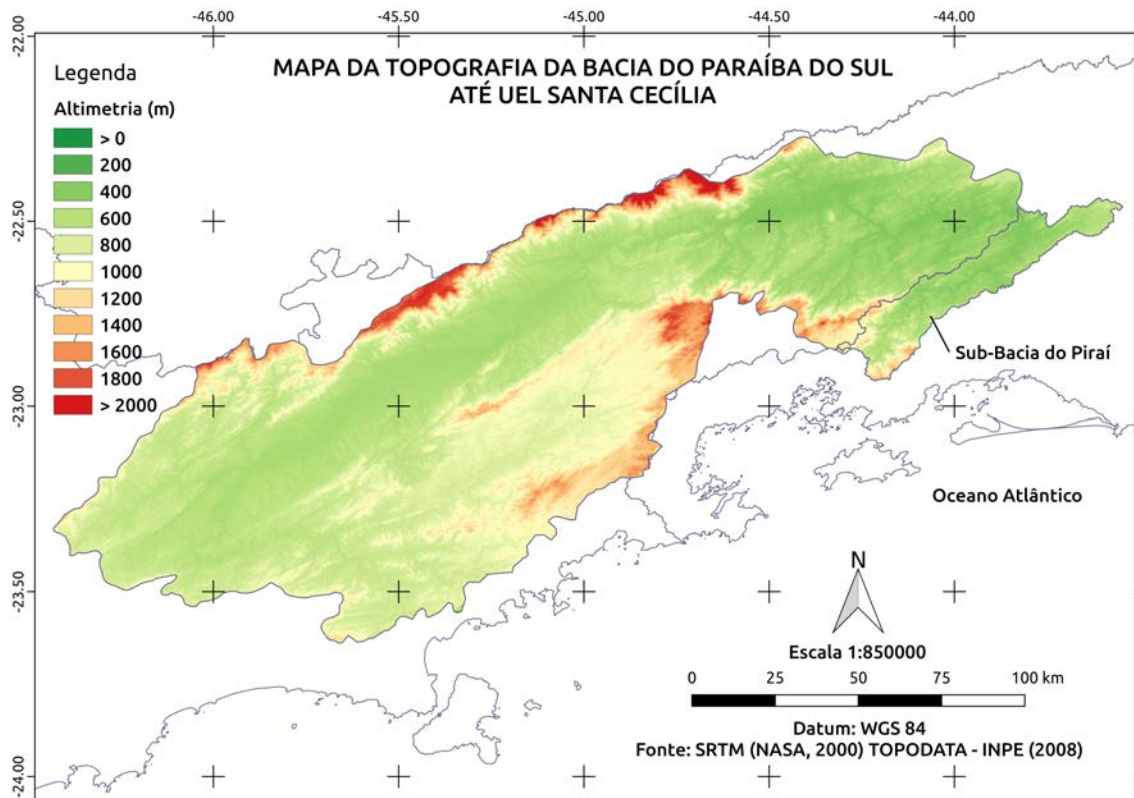 -46.00
-45.50
-45.00
-44.50
-44.00
-22.00
-22.50
-23.00
-23.50
-24.00
MAPA DA TOPOGRAFIA DA BACIA DO PARAÍBA DO SUL
ATÉ UEL SANTA CECÍLIA
Legenda
Altimetria (m)
> 0
200
400
600
800
1000
1200
1400
1600
1800
> 2000
Sub-Bacia do Piraí
Oceano Atlântico
N
Escala 1:850000
0 25 50 75 100 km
Datum: WGS 84
Fonte: SRTM (NASA, 2000) TOPODATA - INPE (2008)